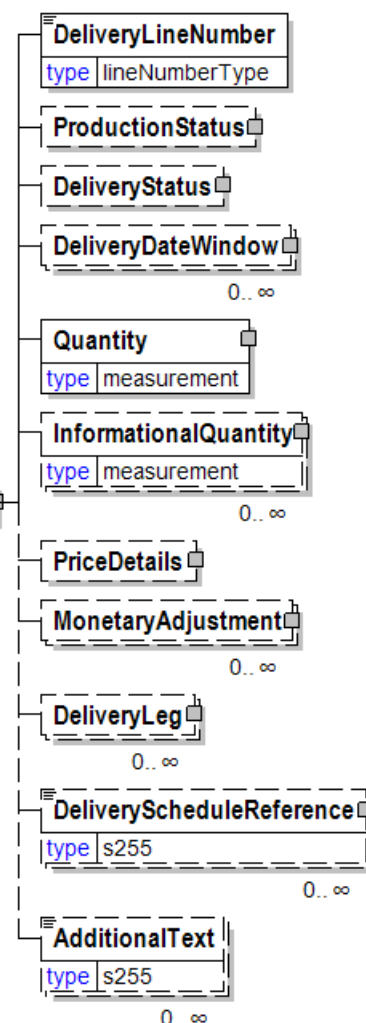 DeliveryLineNumber
type lineNumberType
ProductionStatus
DeliveryStatus
DeliveryDateWindow
0.. ∞
Quantity
type measurement
InformationalQuantity
type measurement
0.. ∞
PriceDetails
MonetaryAdjustment
0.. ∞
DeliveryLeg
0.. ∞
DeliveryScheduleReference
type s255
0.. ∞
AdditionalText
type s255
0.. ∞